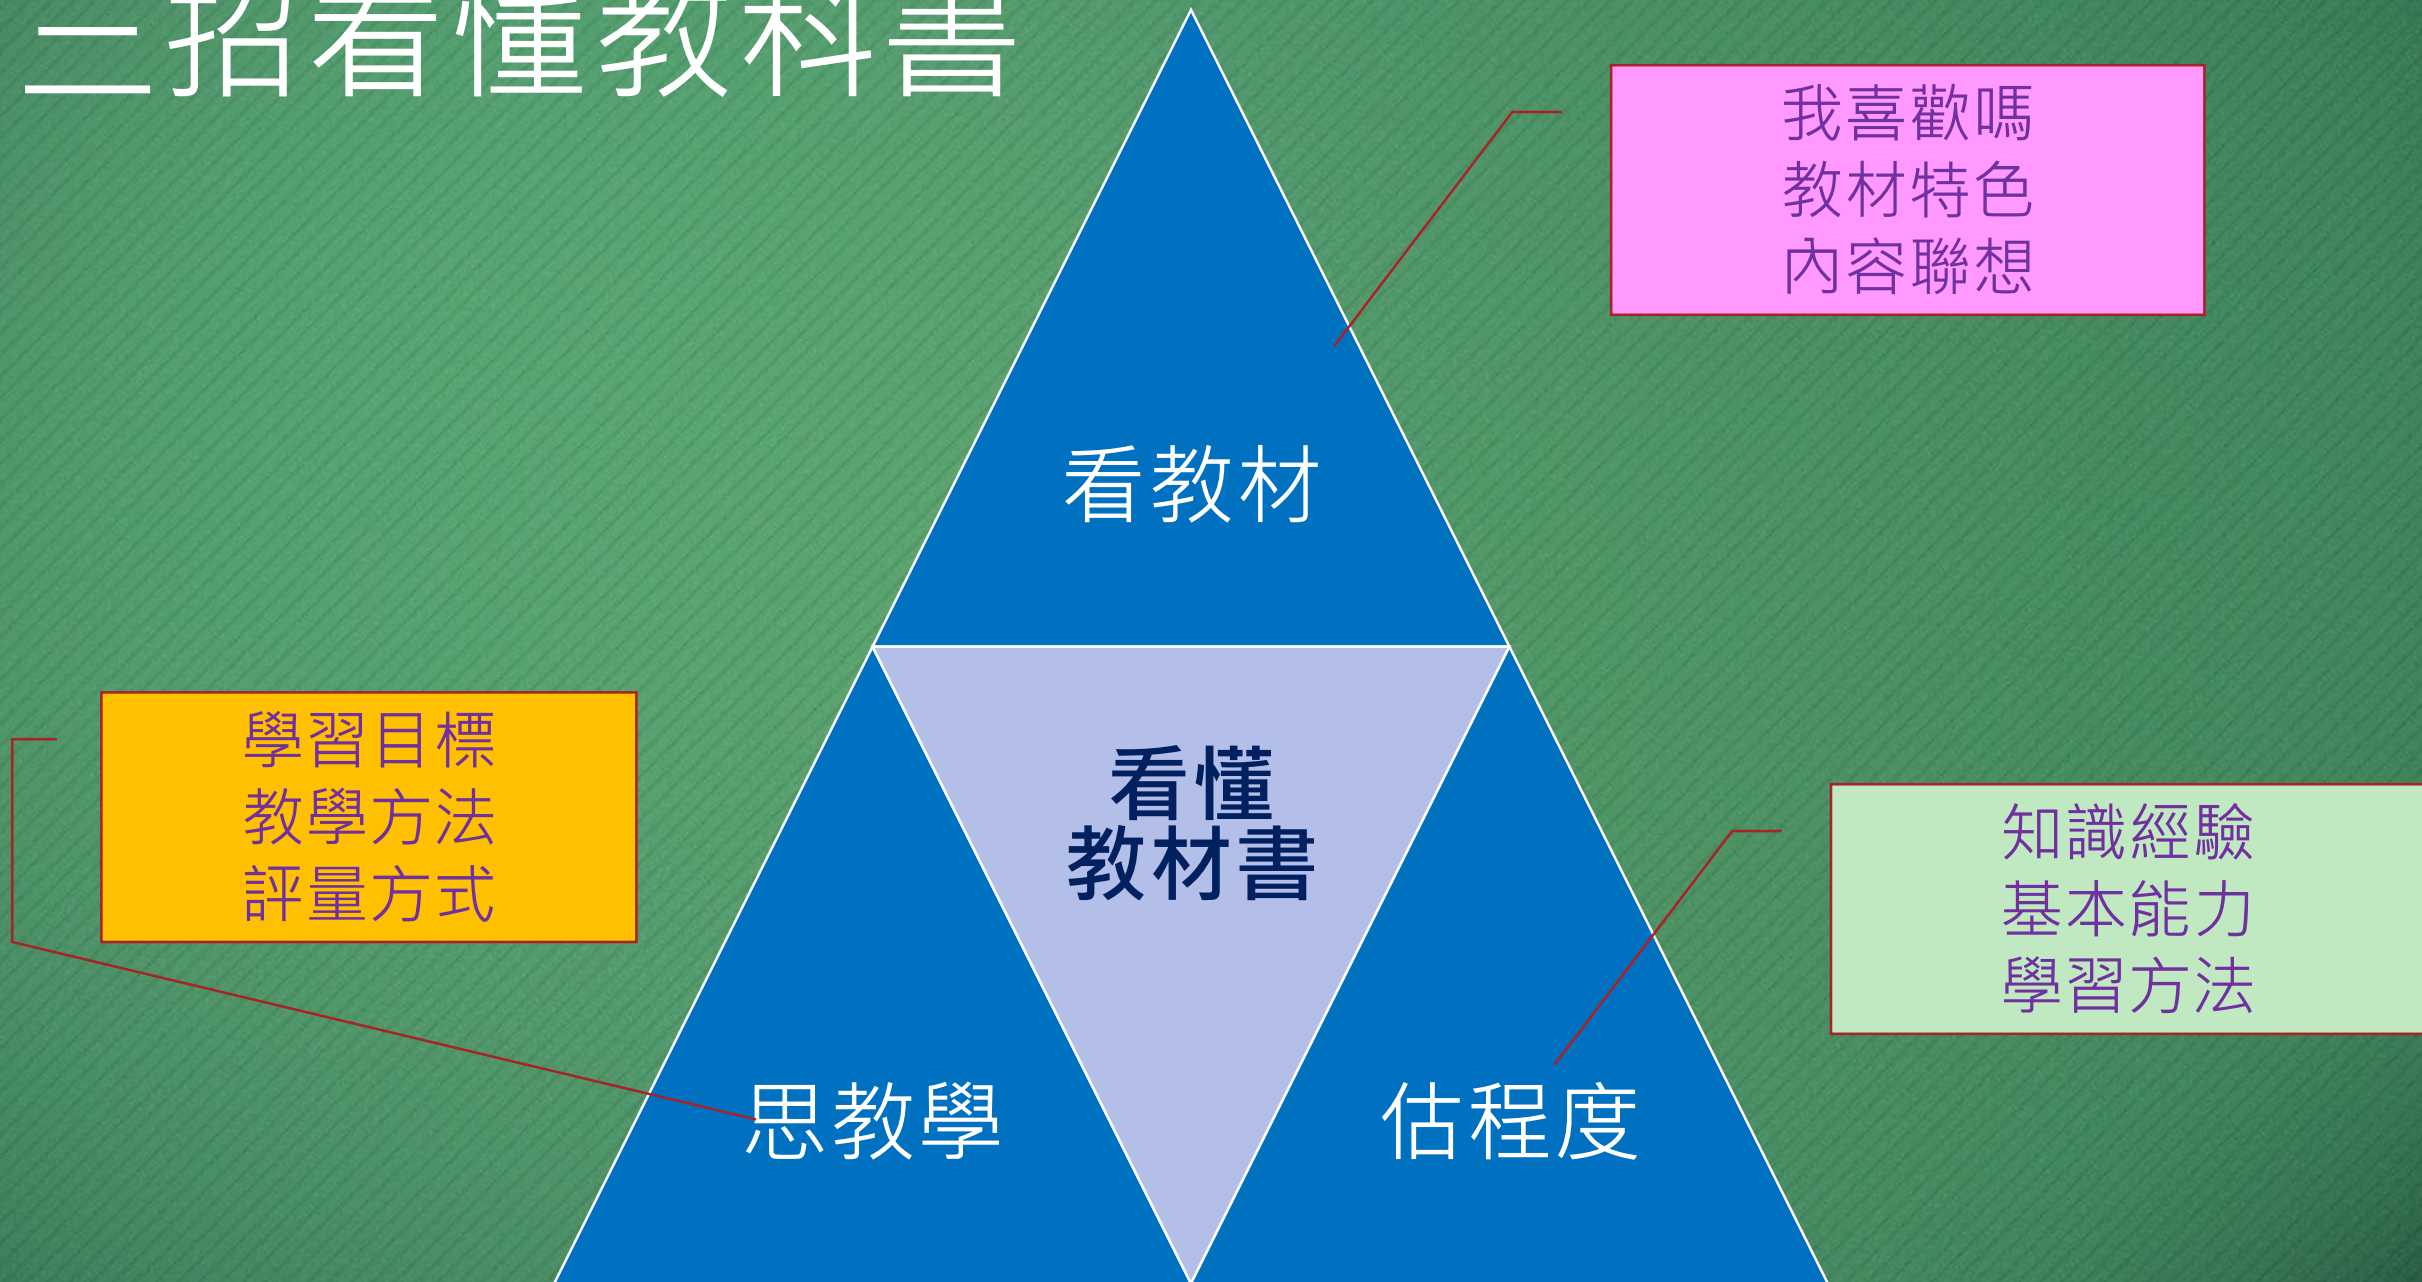 三招看懂教科書
我喜歡嗎
教材特色
內容聯想
看教材
學習目標
教學方法
評量方式
看懂
教材書
知識經驗
基本能力
學習方法
思教學
估程度